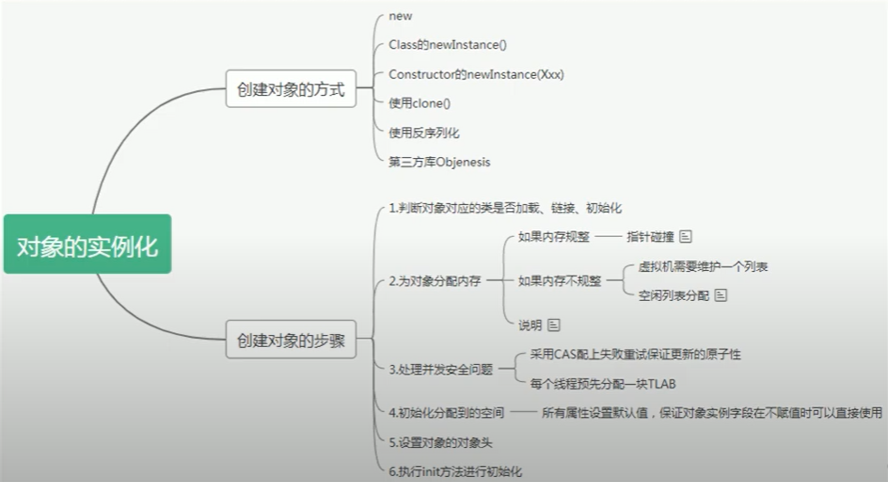 对象的实例化
创建对象的方式
new
Class的newInstance()
Constructor的newInstance(Xxx)
使用clone()
使用反序列化
第三方库Objenesis
创建对象的步骤
1.判断对象对应的类是否加载、链接、初始化
2.为对象分配内存
如果内存规整
指针碰撞
如果内存不规整
虚拟机需要维护一个列表
空闲列表分配
说明
3.处理并发安全问题
采用CAS配上失败重试保证更新的原子性
每个线程预先分配一块TLAB
4.初始化分配到的空间
所有属性设置默认值，保证对象实例字段在不赋值时可以直接使用
5.设置对象的对象头
6.执行init方法进行初始化